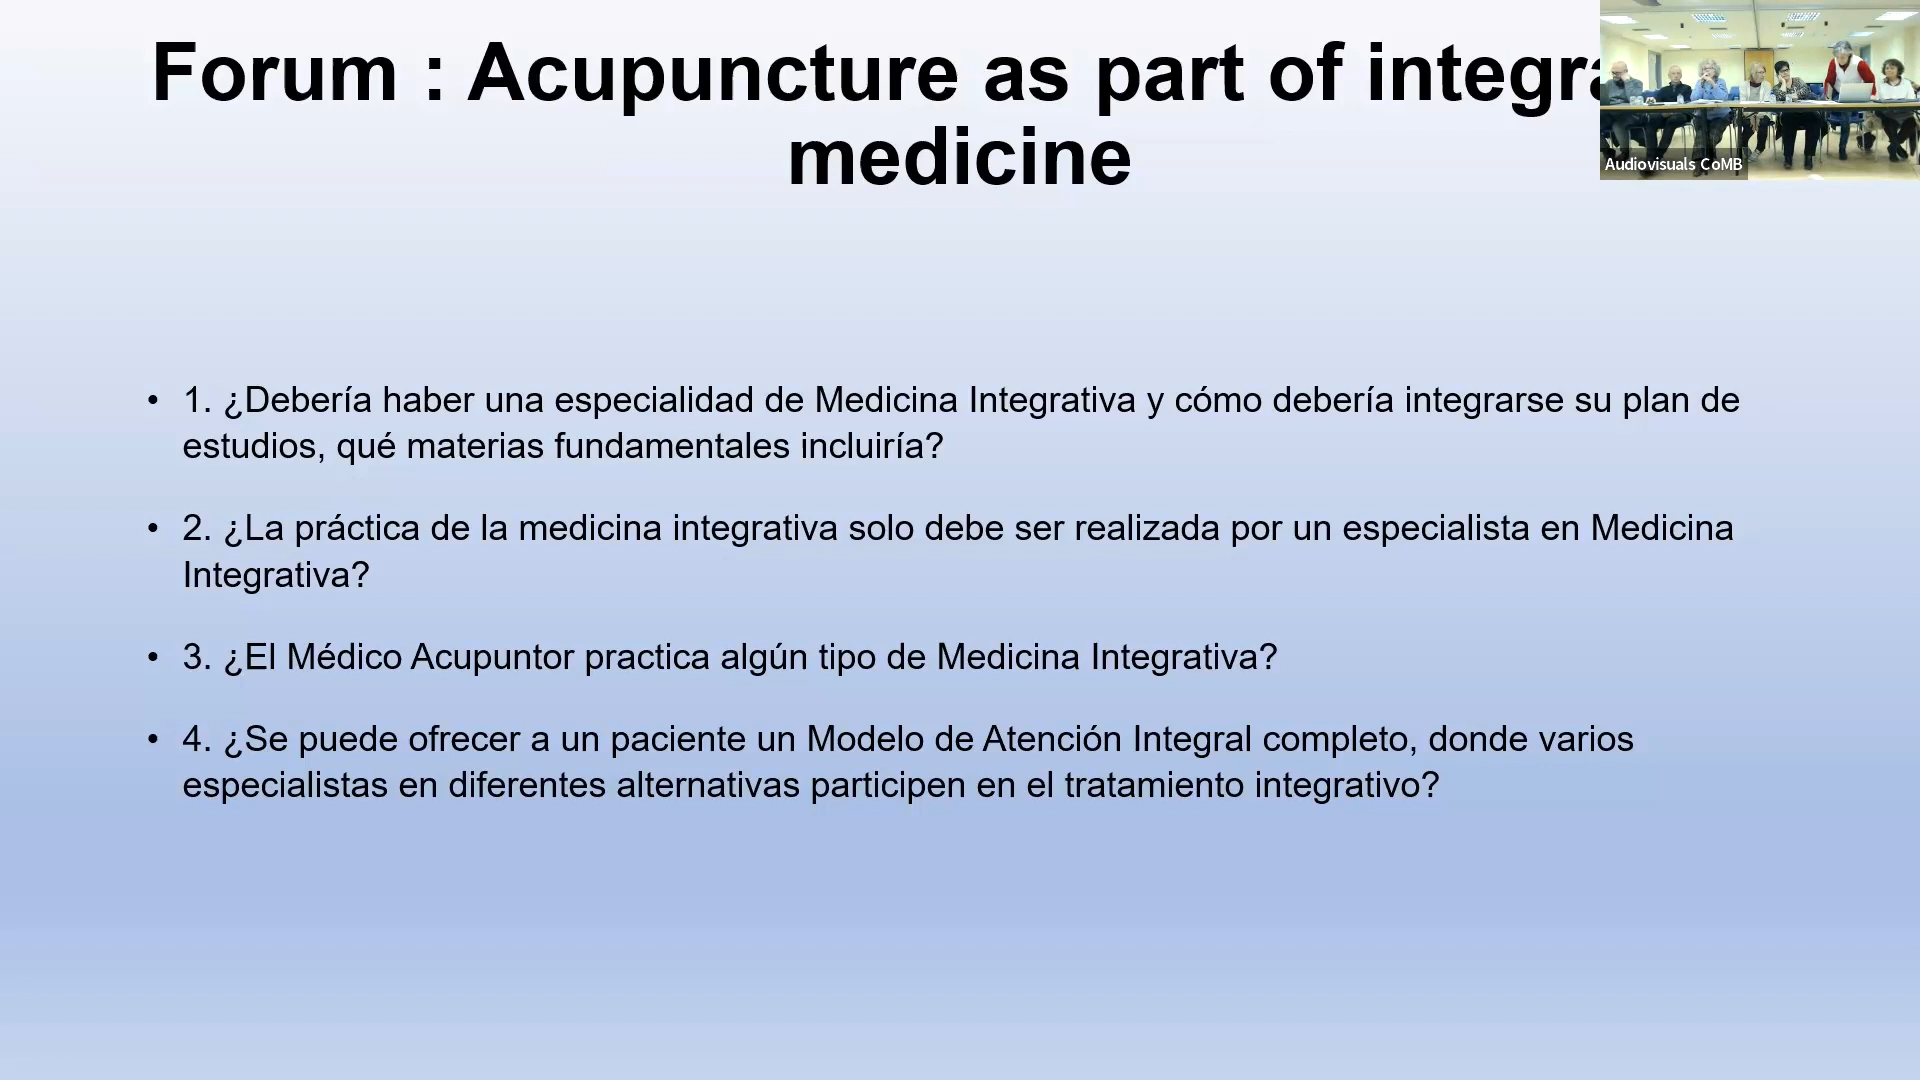 Forum : Acupuncture as part of integra
medicine
Audiovisuals CoMB
• 1. ¿Debería haber una especialidad de Medicina Integrativa y cómo debería integrarse su plan de
estudios, qué materias fundamentales incluiría?
• 2. ¿La práctica de la medicina integrativa solo debe ser realizada por un especialista en Medicina
Integrativa?
• 3. ¿El Médico Acupuntor practica algún tipo de Medicina Integrativa?
• 4. ¿Se puede ofrecer a un paciente un Modelo de Atención Integral completo, donde varios
especialistas en diferentes alternativas participen en el tratamiento integrativo?